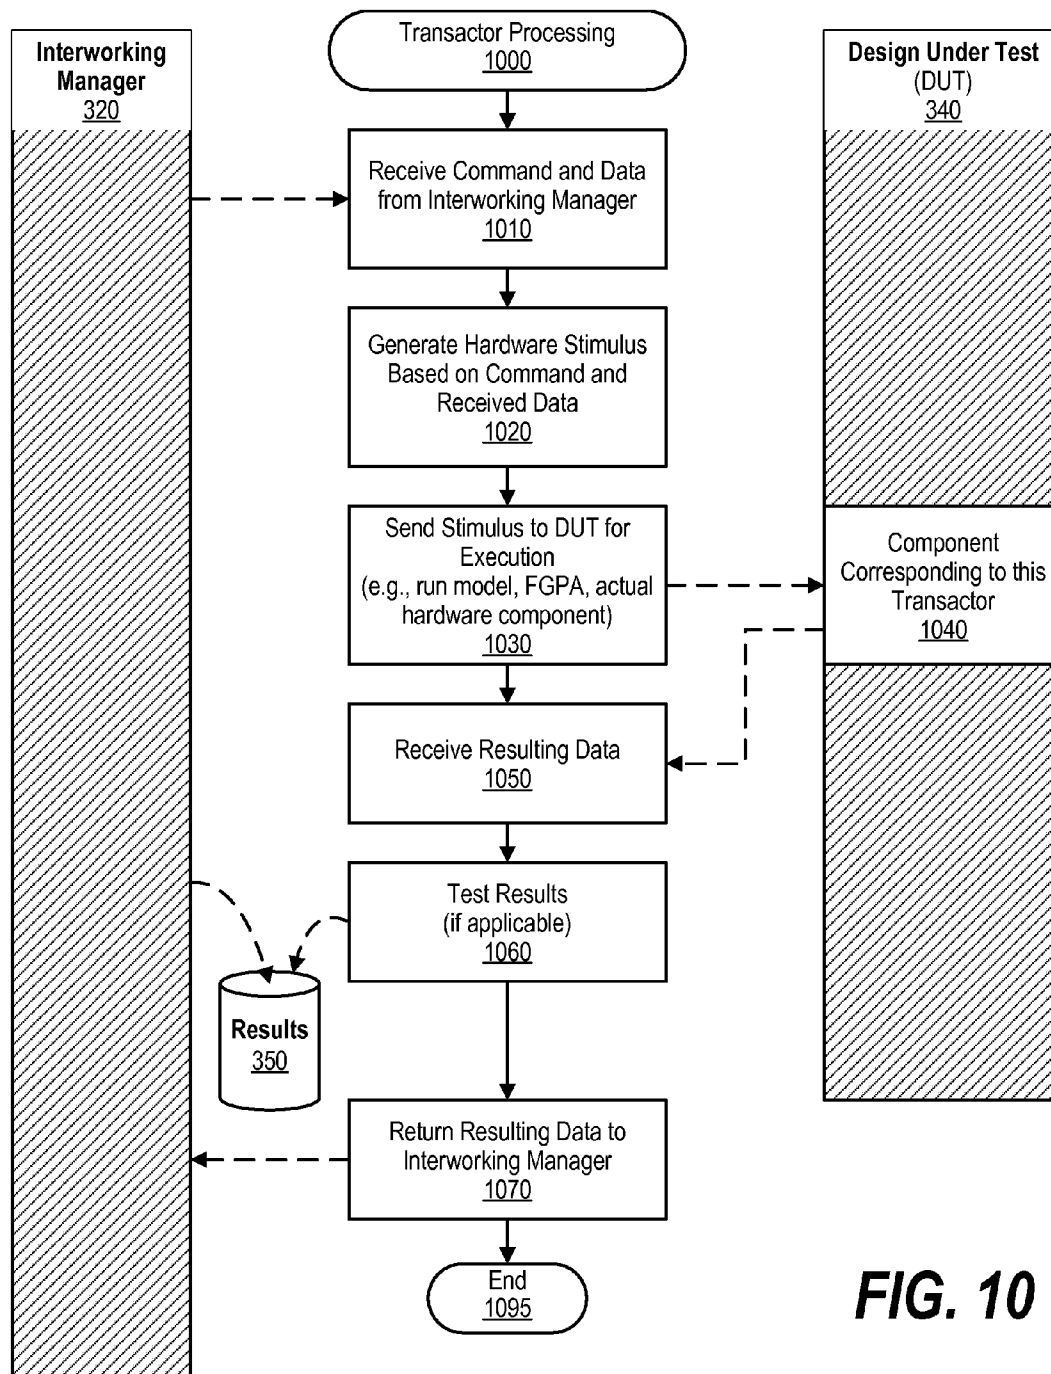 Interworking
Manager
320
Transactor Processing
1000
Design Under Test
(DUT)
340
Receive Command and Data
from Interworking Manager
1010
Generate Hardware Stimulus
Based on Command and
Received Data
1020
Send Stimulus to DUT for
Execution
(e.g., run model, FGPA, actual
hardware component)
1030
Component
Corresponding to this
Transactor
1040
Receive Resulting Data
1050
Test Results
(if applicable)
1060
Results
350
Return Resulting Data to
Interworking Manager
1070
End
1095
FIG. 10